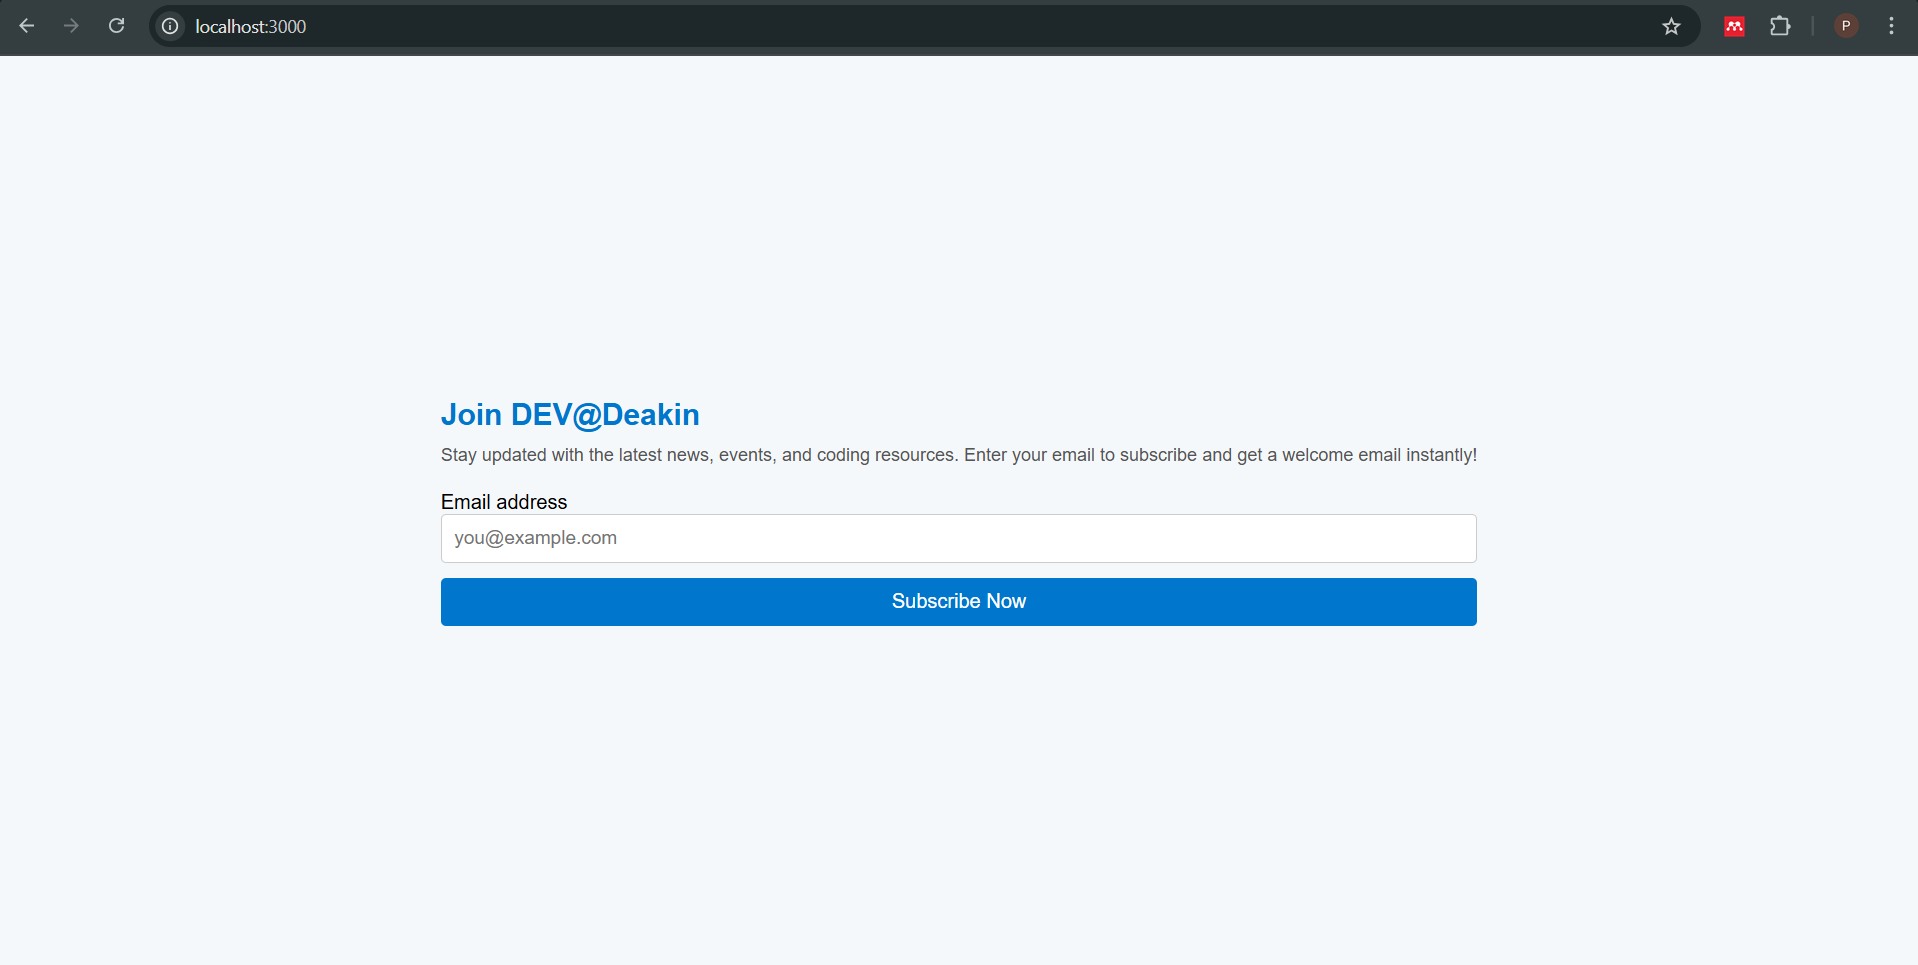 localhost:3000
P
Join DEV@Deakin
Stay updated with the latest news, events, and coding resources. Enter your email to subscribe and get a welcome email instantly!
Email address
you@example.com
Subscribe Now